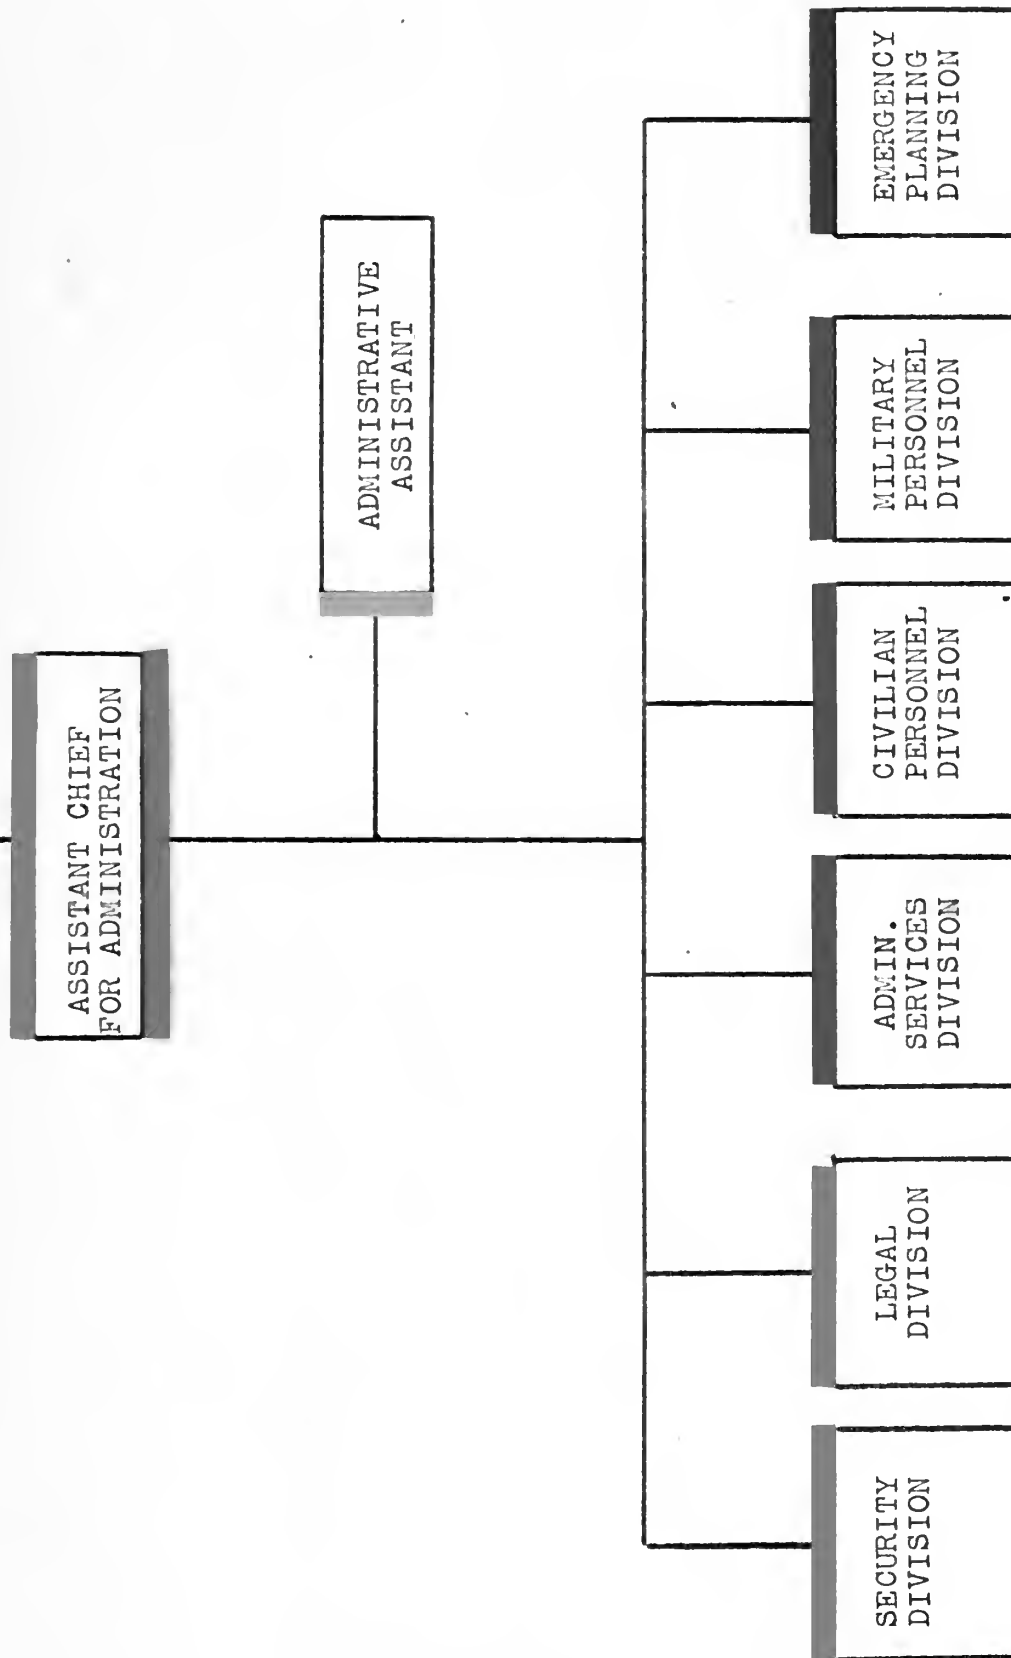 ASSISTANT CHIEF
FOR ADMINISTRATION
ADMINISTRATIVE
ASSISTANT
SECURITY
DIVISION
LEGAL
DIVISION
ADMIN.
SERVICES
DIVISION
CIVILIAN
PERSONNEL
DIVISION
MILITARY
PERSONNEL
DIVISION
EMERGENCY
PLANNING
DIVISION